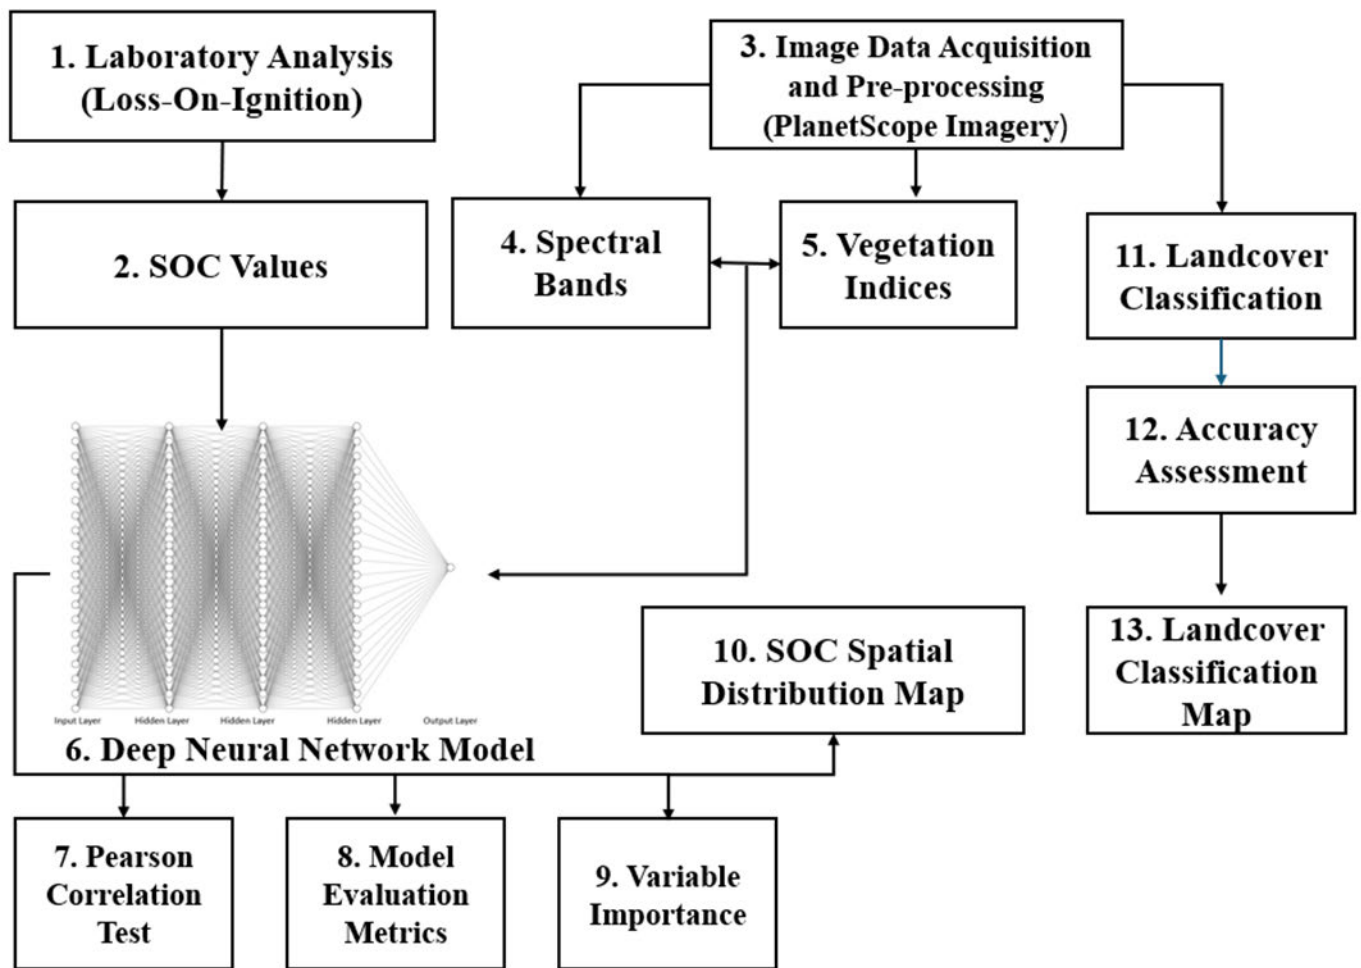 1. Laboratory Analysis
(Loss-On-Ignition)
2. SOC Values
3. Image Data Acquisition
and Pre-processing
(PlanetScope Imagery)
4. Spectral
Bands
5. Vegetation
Indices
11. Landcover
Classification
12. Accuracy
Assessment
13. Landcover
Classification
Map
Input Layer
Hidden Layer
Hidden Layer
Hidden Layer
Output Layer
6. Deep Neural Network Model
10. SOC Spatial
Distribution Map
7. Pearson
Correlation
Test
8. Model
Evaluation
Metrics
9. Variable
Importance